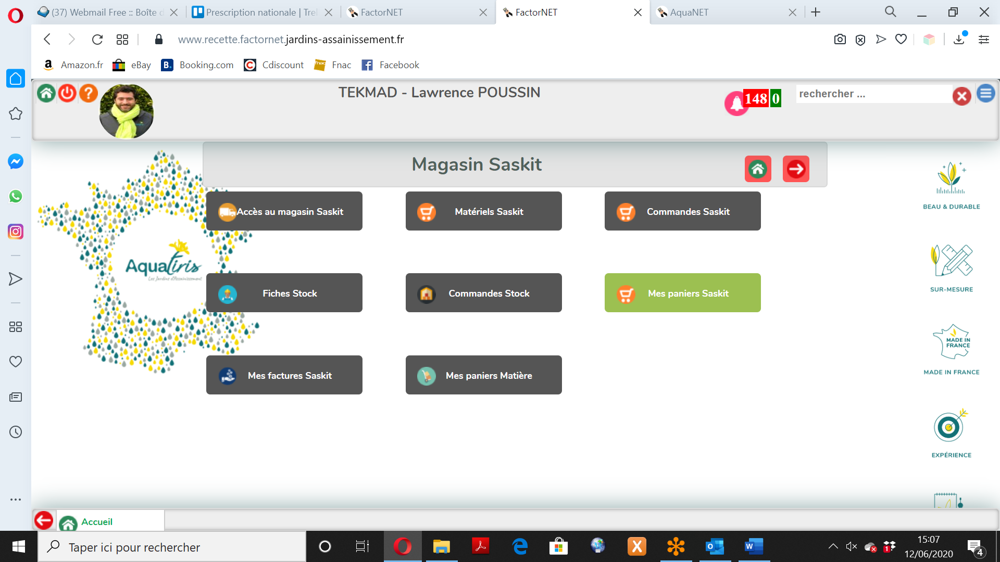 (37) Webmail Free :: Boîte d
Prescription nationale | Trel
FactorNET
FactorNET
AquaNET
www.recette.factornet.jardins-assainissement.fr
Amazon.fr
eBay
Booking.com
Cdiscount
Fnac
Facebook
TEKMAD - Lawrence POUSSIN
148 0
rechercher ...
Magasin Saskit
Accès au magasin Saskit
Matériels Saskit
Commandes Saskit
Aquatiris
Les Jardins d'Assainissement
Fiches Stock
Commandes Stock
Mes paniers Saskit
Mes factures Saskit
Mes paniers Matière
BEAU & DURABLE
SUR-MESURE
MADE IN
FRANCE
MADE IN FRANCE
EXPÉRIENCE
Accueil
Taper ici pour rechercher
15:07
12/06/2020
4